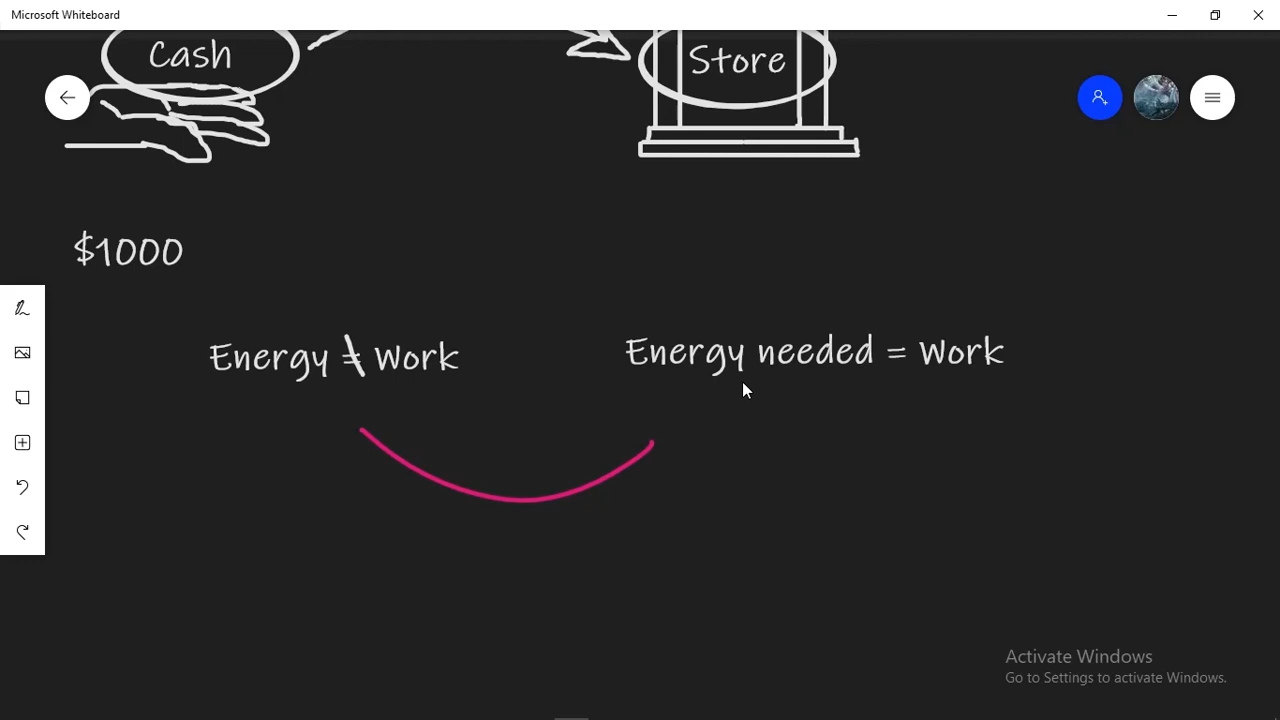 Microsoft Whiteboard
Cash
Store
$1000
Energy ≠ Work
Energy needed = Work
Activate Windows
Go to Settings to activate Windows.